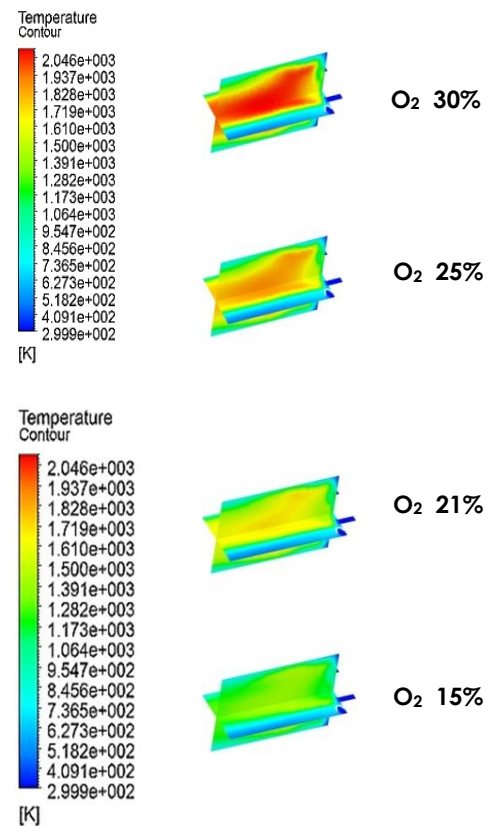 Temperature
Contour
2.046e+003
1.937e+003
1.828e+003
1.719e+003
1.610e+003
1.500e+003
1.391e+003
1.282e+003
1.173e+003
1.064e+003
9.547e+002
8.456e+002
7.365e+002
6.273e+002
5.182e+002
4.091e+002
2.999e+002
[K]
O2 30%
O2 25%
Temperature
Contour
2.046e+003
1.937e+003
1.828e+003
1.719e+003
1.610e+003
1.500e+003
1.391e+003
1.282e+003
1.173e+003
1.064e+003
9.547e+002
8.456e+002
7.365e+002
6.273e+002
5.182e+002
4.091e+002
2.999e+002
[K]
O2 21%
O2 15%